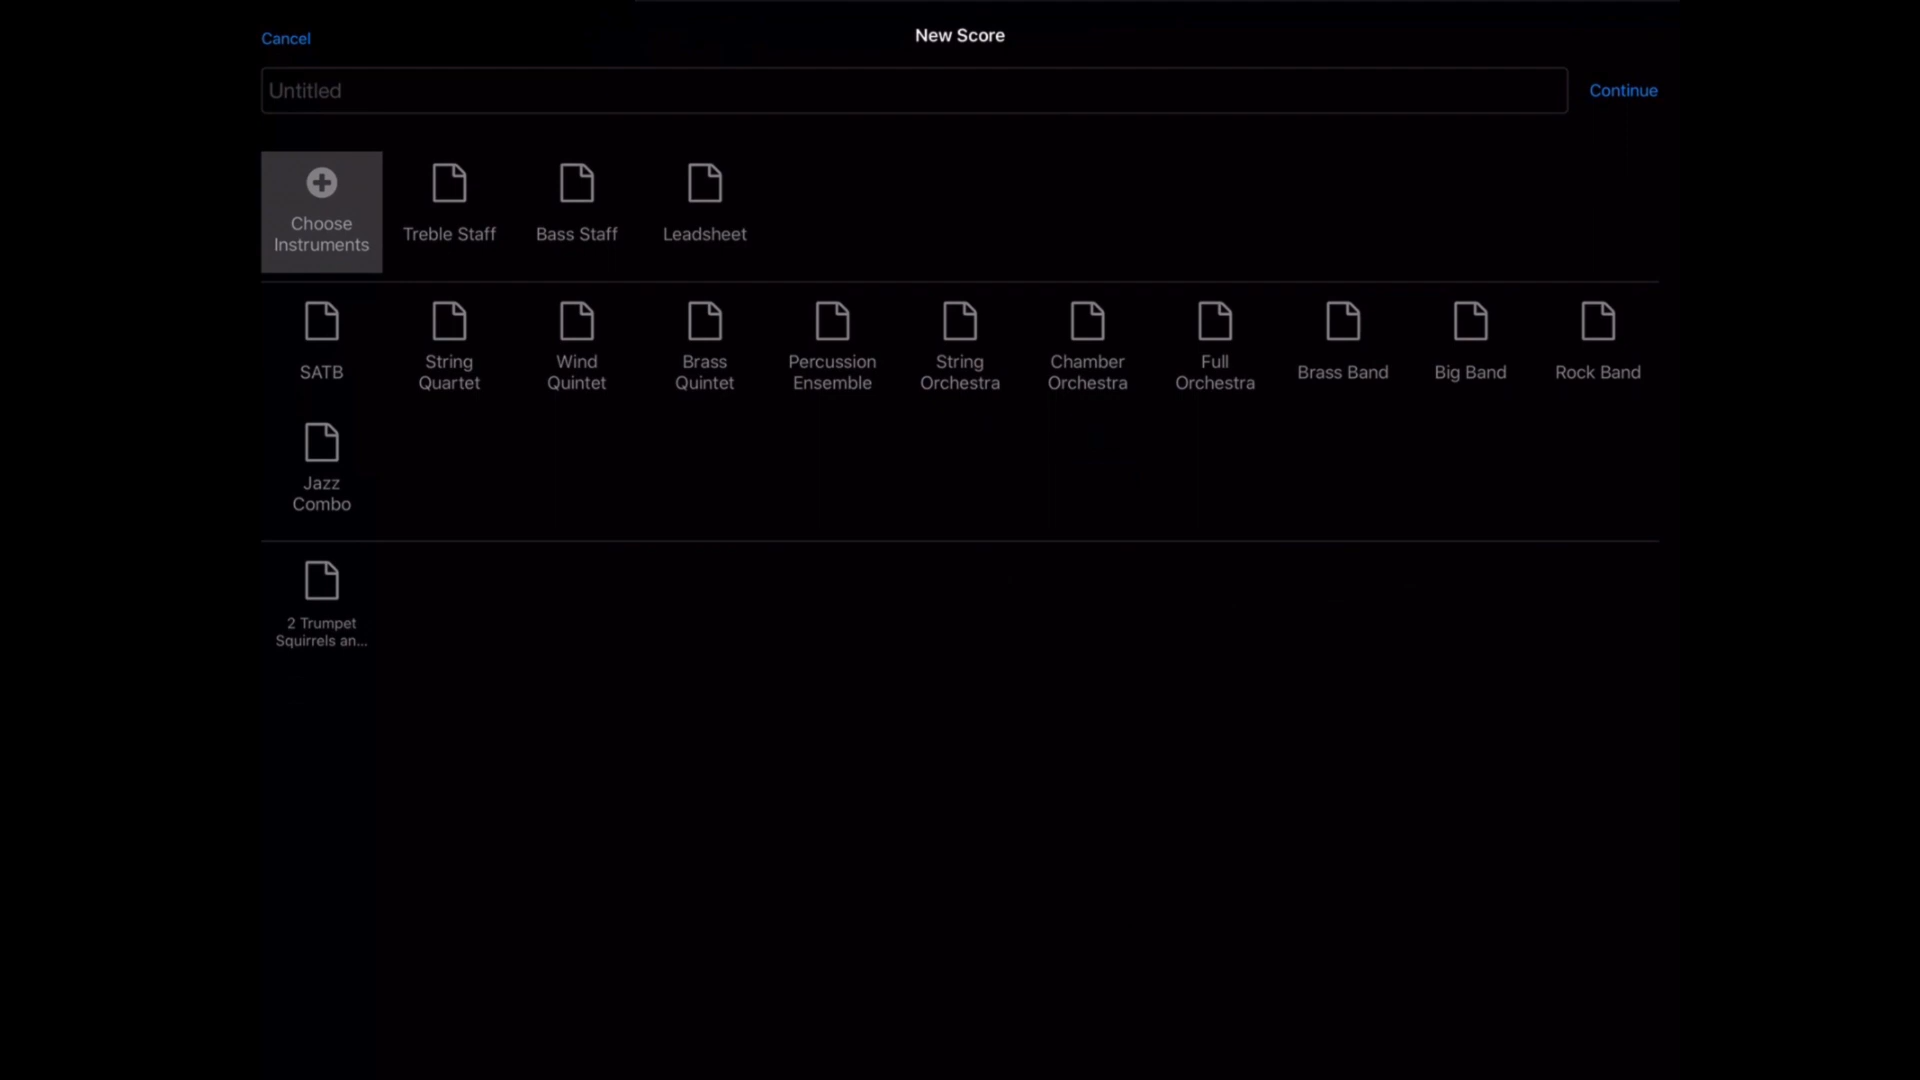 Cancel
New Score
Untitled
Continue
Choose
Instruments
Treble Staff
Bass Staff
Leadsheet
SATB
String
Quartet
Wind
Quintet
Brass
Quintet
Percussion
Ensemble
String
Orchestra
Chamber
Orchestra
Full
Orchestra
Brass Band
Big Band
Rock Band
Jazz
Combo
2 Trumpet
Squirrels an...